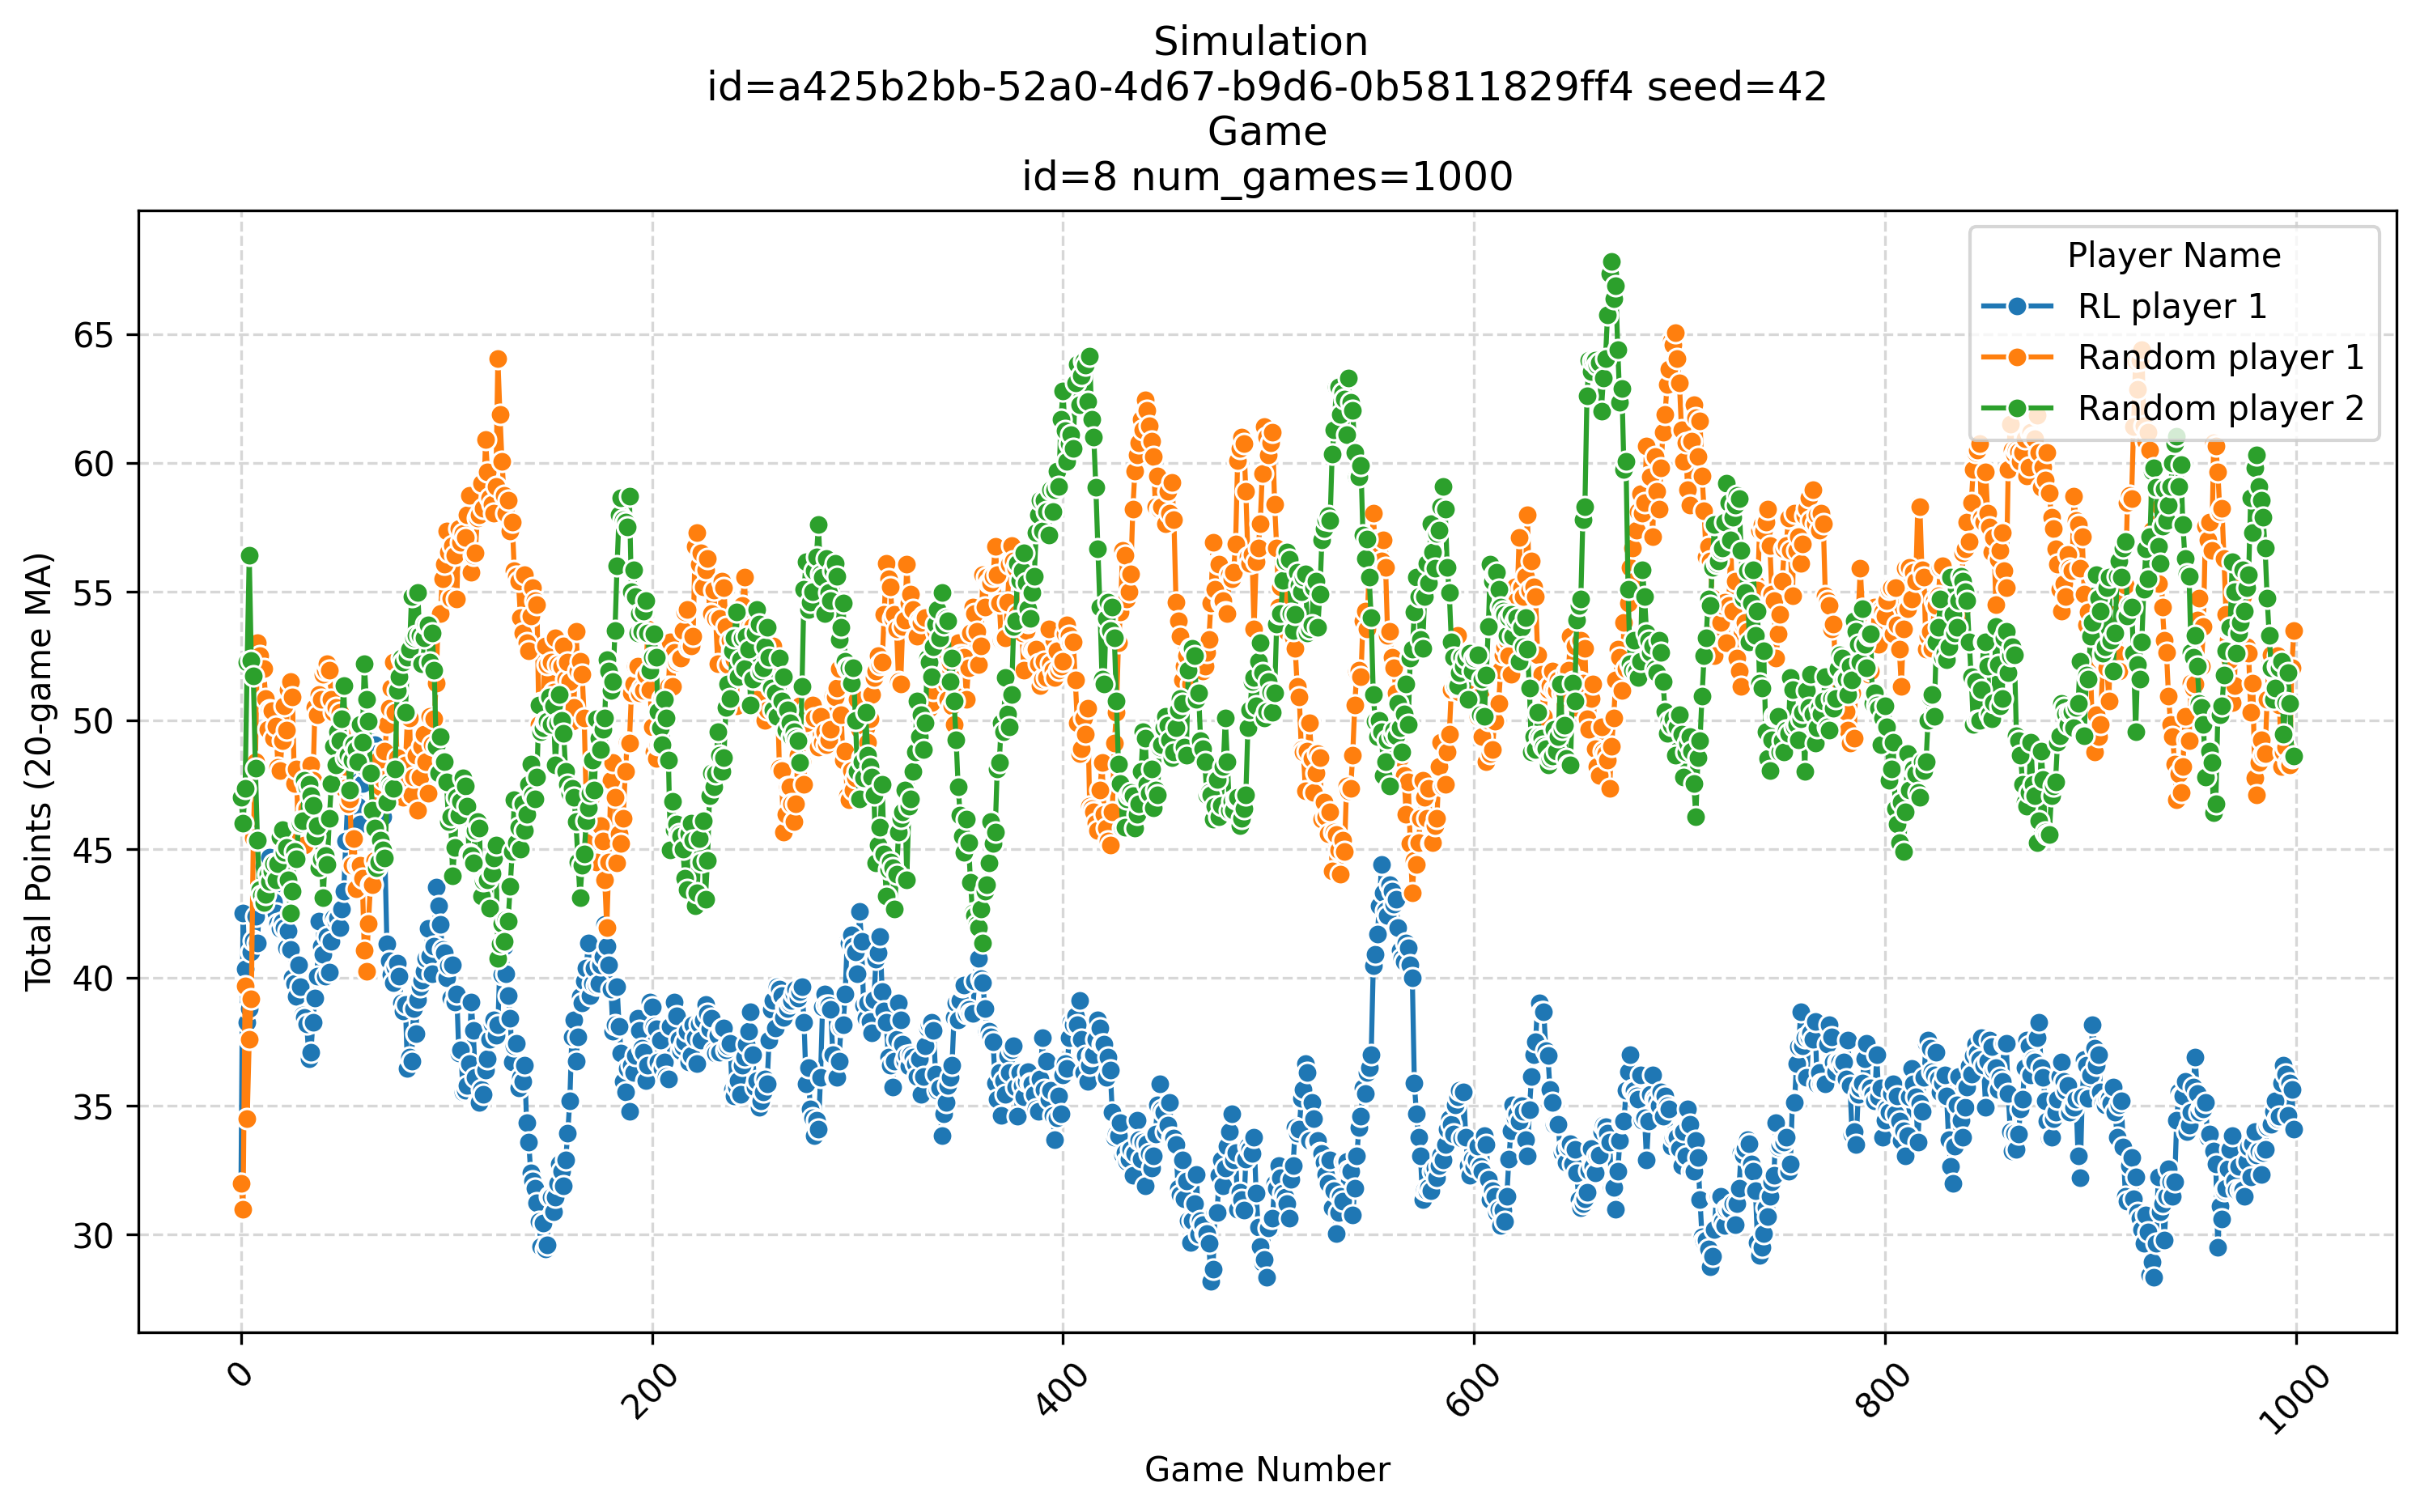 Simulation
id=a425b2bb-52a0-4d67-b9d6-0b5811829ff4 seed=42
Game
id=8 num_games=1000
Player Name
RL player 1
Random player 1
Random player 2
Total Points (20-game MA)
65
60
55
50
45
40
35
30
0
200
400
600
800
1000
Game Number